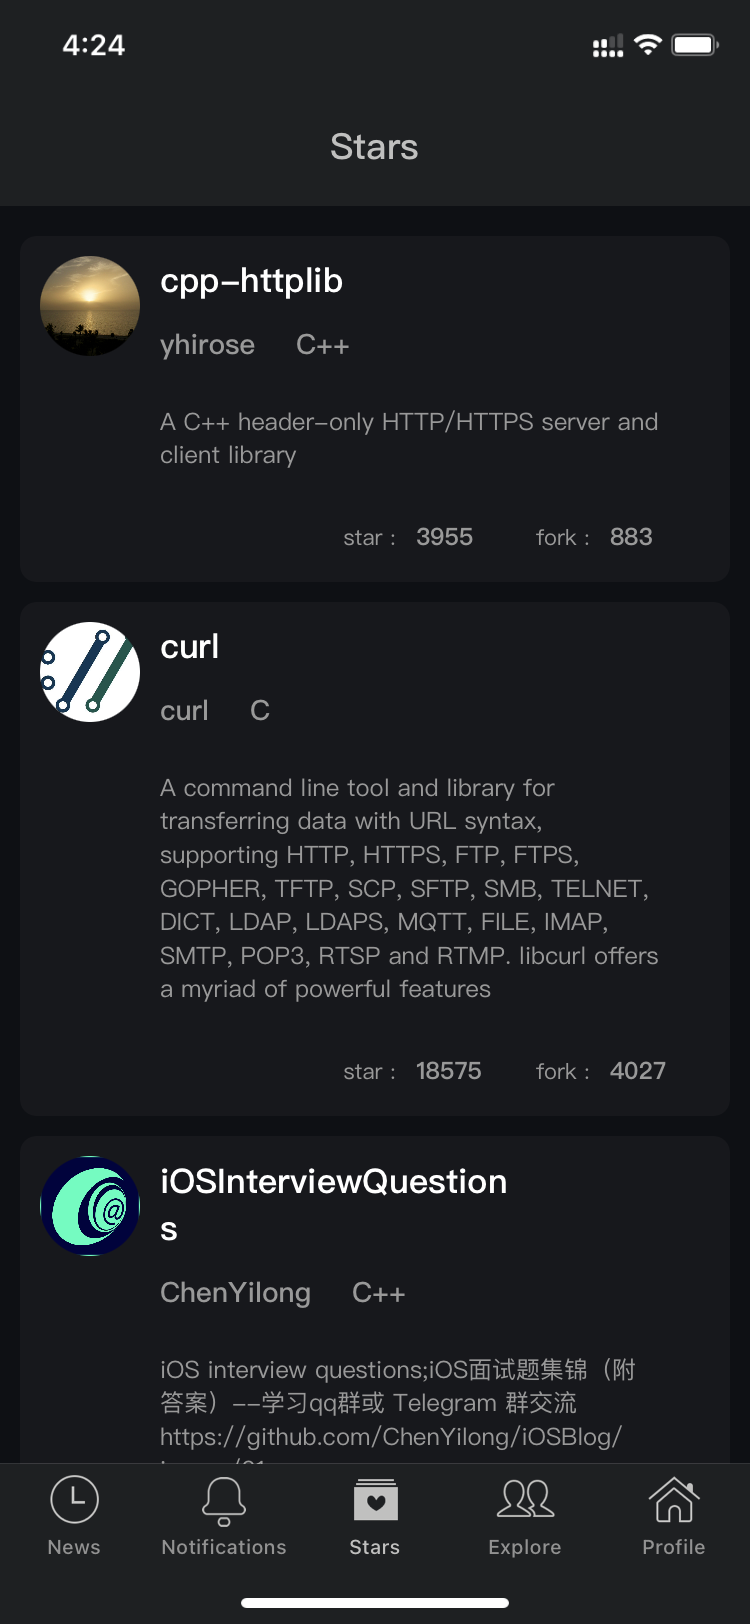 4:24
Stars
cpp-httplib
yhirose C++
A C++ header-only HTTP/HTTPS server and
client library
star : 3955 fork : 883
curl
curl C
A command line tool and library for
transferring data with URL syntax,
supporting HTTP, HTTPS, FTP, FTPS,
GOPHER, TFTP, SCP, SFTP, SMB, TELNET,
DICT, LDAP, LDAPS, MQTT, FILE, IMAP,
SMTP, POP3, RTSP and RTMP. libcurl offers
a myriad of powerful features
star : 18575 fork : 4027
iOSInterviewQuestion
s
ChenYilong C++
iOS interview questions;iOS面试题集锦（附
答案）--学习qq群或 Telegram 群交流
https://github.com/ChenYilong/iOSBlog/
News Notifications Stars Explore Profile